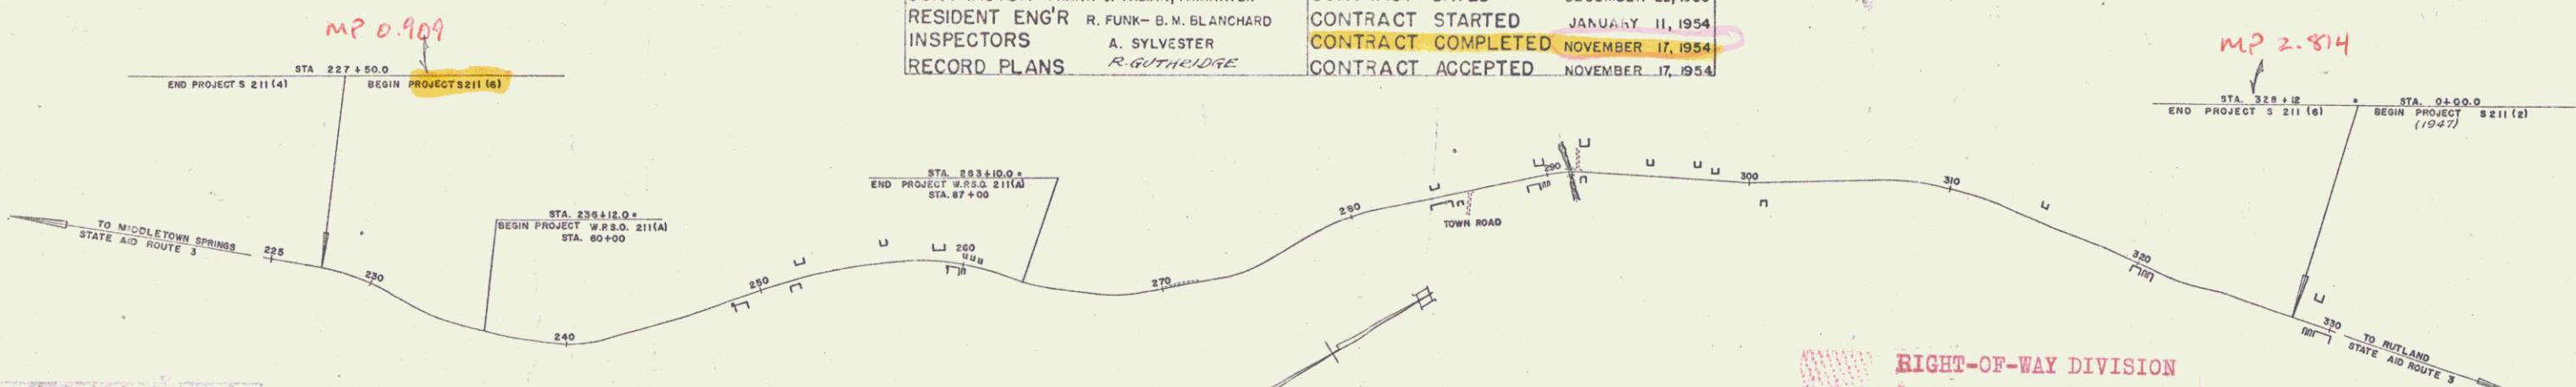 RESIDENT ENG'R R. FUNK– B. M. BLANCHARD
INSPECTORS A. SYLVESTER
RECORD PLANS R. GUTHRIDGE
CONTRACT STARTED JANUARY 11, 1954
CONTRACT COMPLETED NOVEMBER 17, 1954
CONTRACT ACCEPTED NOVEMBER 17, 1954
MP 0.909
STA 227+50.0
END PROJECT S 211 (4) BEGIN PROJECT S 211 (6)
MP 2.814
STA. 328+12 = STA. 0+00.0
END PROJECT S 211 (6) BEGIN PROJECT S 211 (2)
(1947)
STA. 263+10.0 =
END PROJECT W.R.S.O. 211(A)
STA. 87+00
STA. 236+12.0 =
BEGIN PROJECT W.R.S.O. 211(A)
STA. 60+00
TO MIDDLETOWN SPRINGS
STATE AID ROUTE 3
225
230
240
250
260
270
280
TOWN ROAD
290
300
310
320
330
TO RUTLAND
STATE AID ROUTE 3
RIGHT-OF-WAY DIVISION